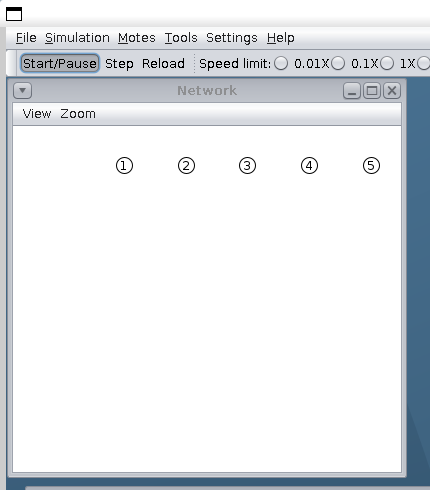 File Simulation Motes Tools Settings Help
Start/Pause Step Reload Speed limit: 0.01X 0.1X 1X
Network
View Zoom
1 2 3 4 5